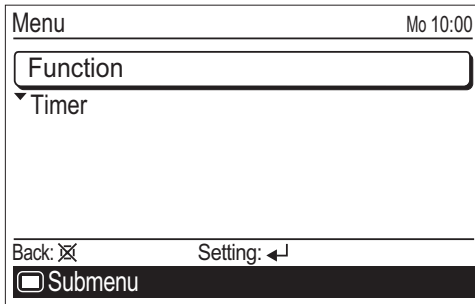 Menu Mo 10:00
Function
Timer
Back: Setting:
Submenu